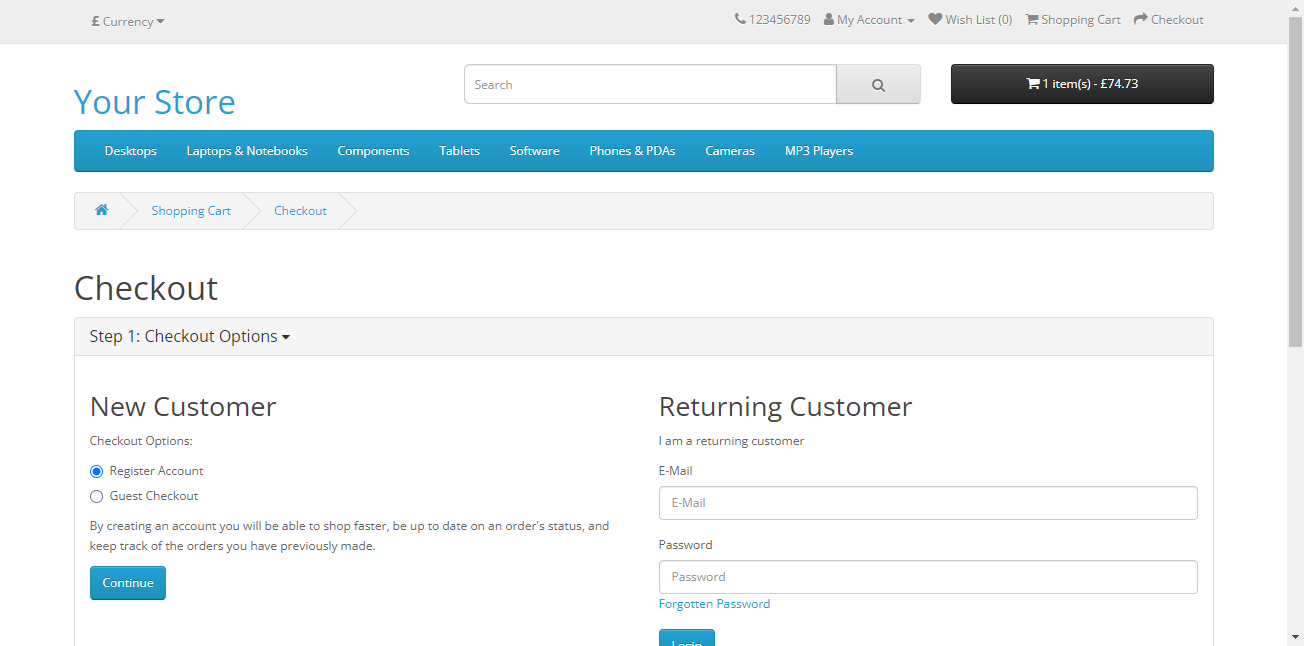 £ Currency
123456789 My Account Wish List (0) Shopping Cart Checkout
Your Store
Search
1 item(s) - £74.73
Desktops Laptops & Notebooks Components Tablets Software Phones & PDAs Cameras MP3 Players
Shopping Cart Checkout
Checkout
Step 1: Checkout Options
New Customer
Checkout Options:
Register Account
Guest Checkout
By creating an account you will be able to shop faster, be up to date on an order's status, and
keep track of the orders you have previously made.
Continue
Returning Customer
I am a returning customer
E-Mail
E-Mail
Password
Password
Forgotten Password
Login